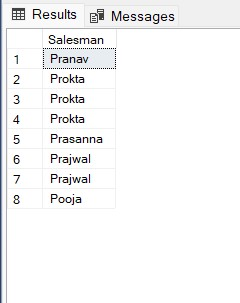 Results Messages
Salesman
1 Pranav
2 Prokta
3 Prokta
4 Prokta
5 Prasanna
6 Prajwal
7 Prajwal
8 Pooja